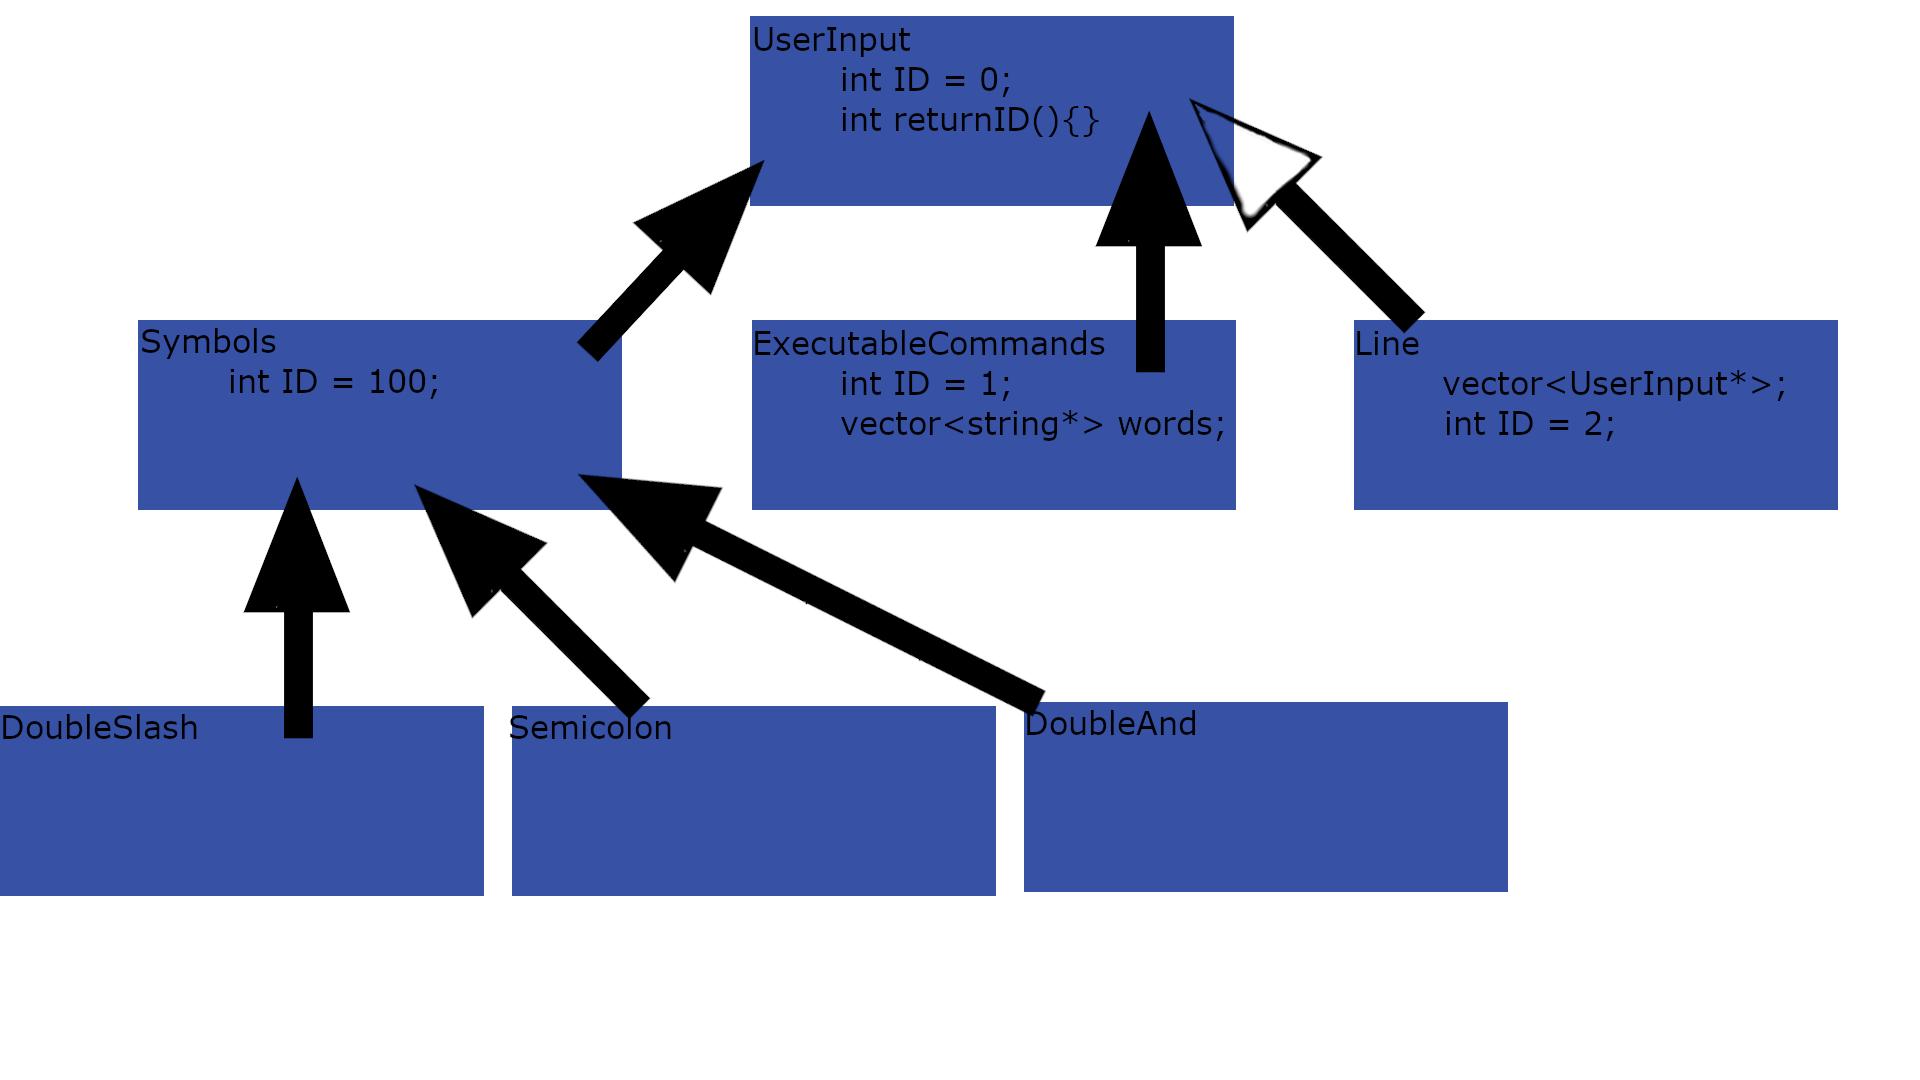 UserInput
int ID = 0;
int returnID(){}
Symbols
int ID = 100;
ExecutableCommands
int ID = 1;
vector<string*> words;
Line
vector<UserInput*>;
int ID = 2;
DoubleSlash
Semicolon
DoubleAnd